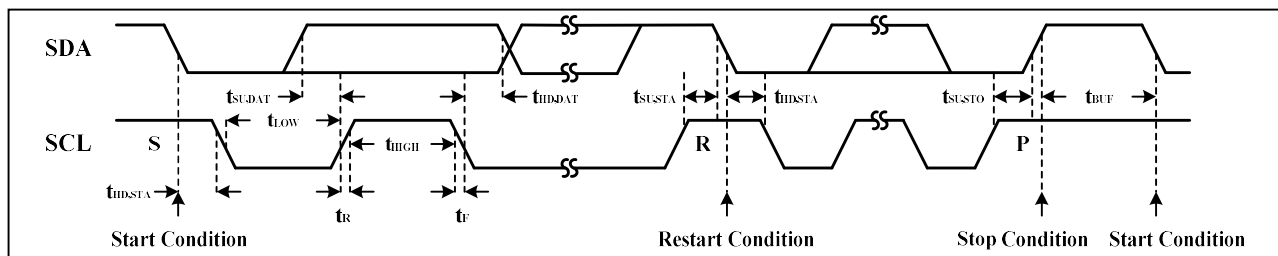 SDA
tSU:DAT
tHD:DAT
tSU:STA
tHD:STA
tSU:STO
tBUF
tLOW
SCL
S
tHIGH
R
P
tHD:STA
tR
tF
Start Condition
Restart Condition
Stop Condition
Start Condition